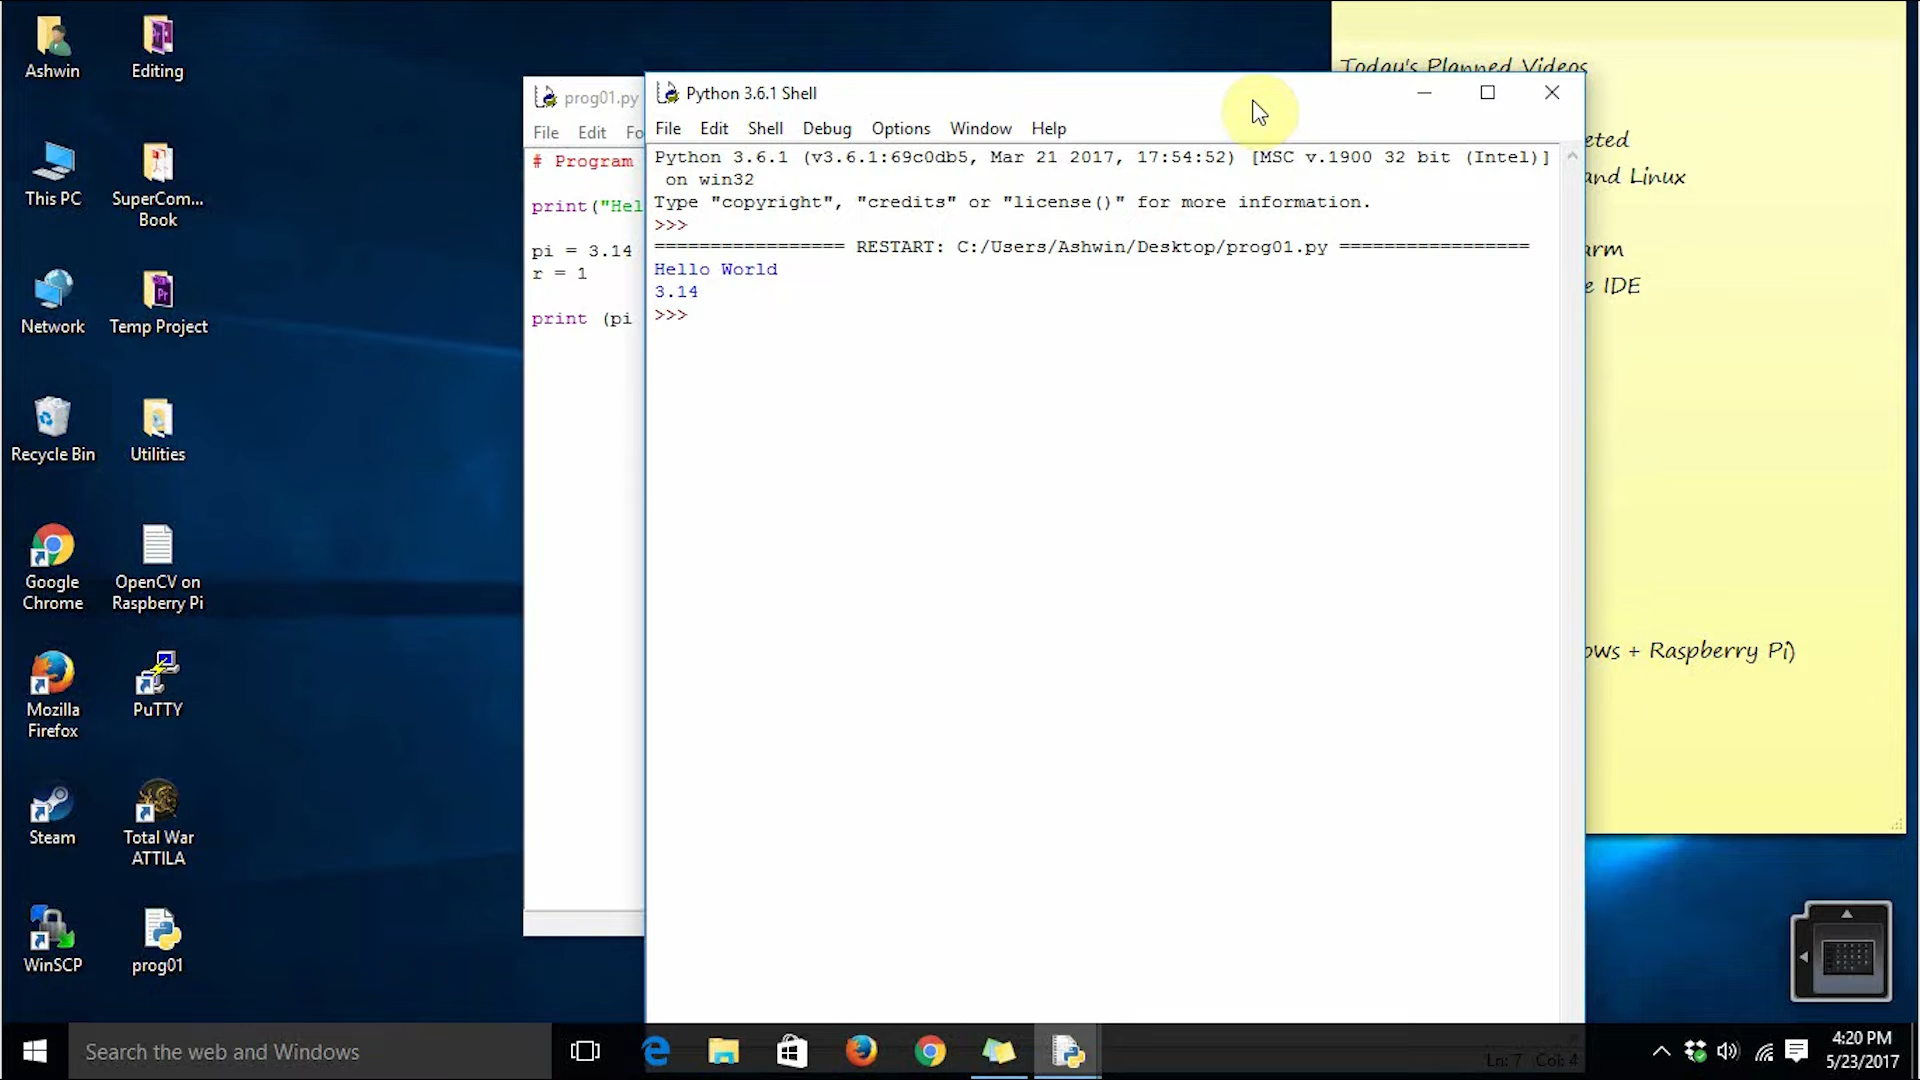 Ashwin
Editing
This PC
SuperCom...
Book
Network
Temp Project
Recycle Bin
Utilities
Google
Chrome
OpenCV on
Raspberry Pi
Mozilla
Firefox
PuTTY
Steam
Total War
ATTILA
WinSCP
prog01
prog01.py
File Edit Fo
# Program
print("Hel
pi = 3.14
r = 1
print (pi
Python 3.6.1 Shell
File Edit Shell Debug Options Window Help
Python 3.6.1 (v3.6.1:69c0db5, Mar 21 2017, 17:54:52) [MSC v.1900 32 bit (Intel)]
on win32
Type "copyright", "credits" or "license()" for more information.
>>>
================= RESTART: C:/Users/Ashwin/Desktop/prog01.py =================
Hello World
3.14
>>>
Today's Planned Videos
eted
and Linux
arm
e IDE
ows + Raspberry Pi)
Search the web and Windows
Ln: 7 Col: 4
4:20 PM
5/23/2017